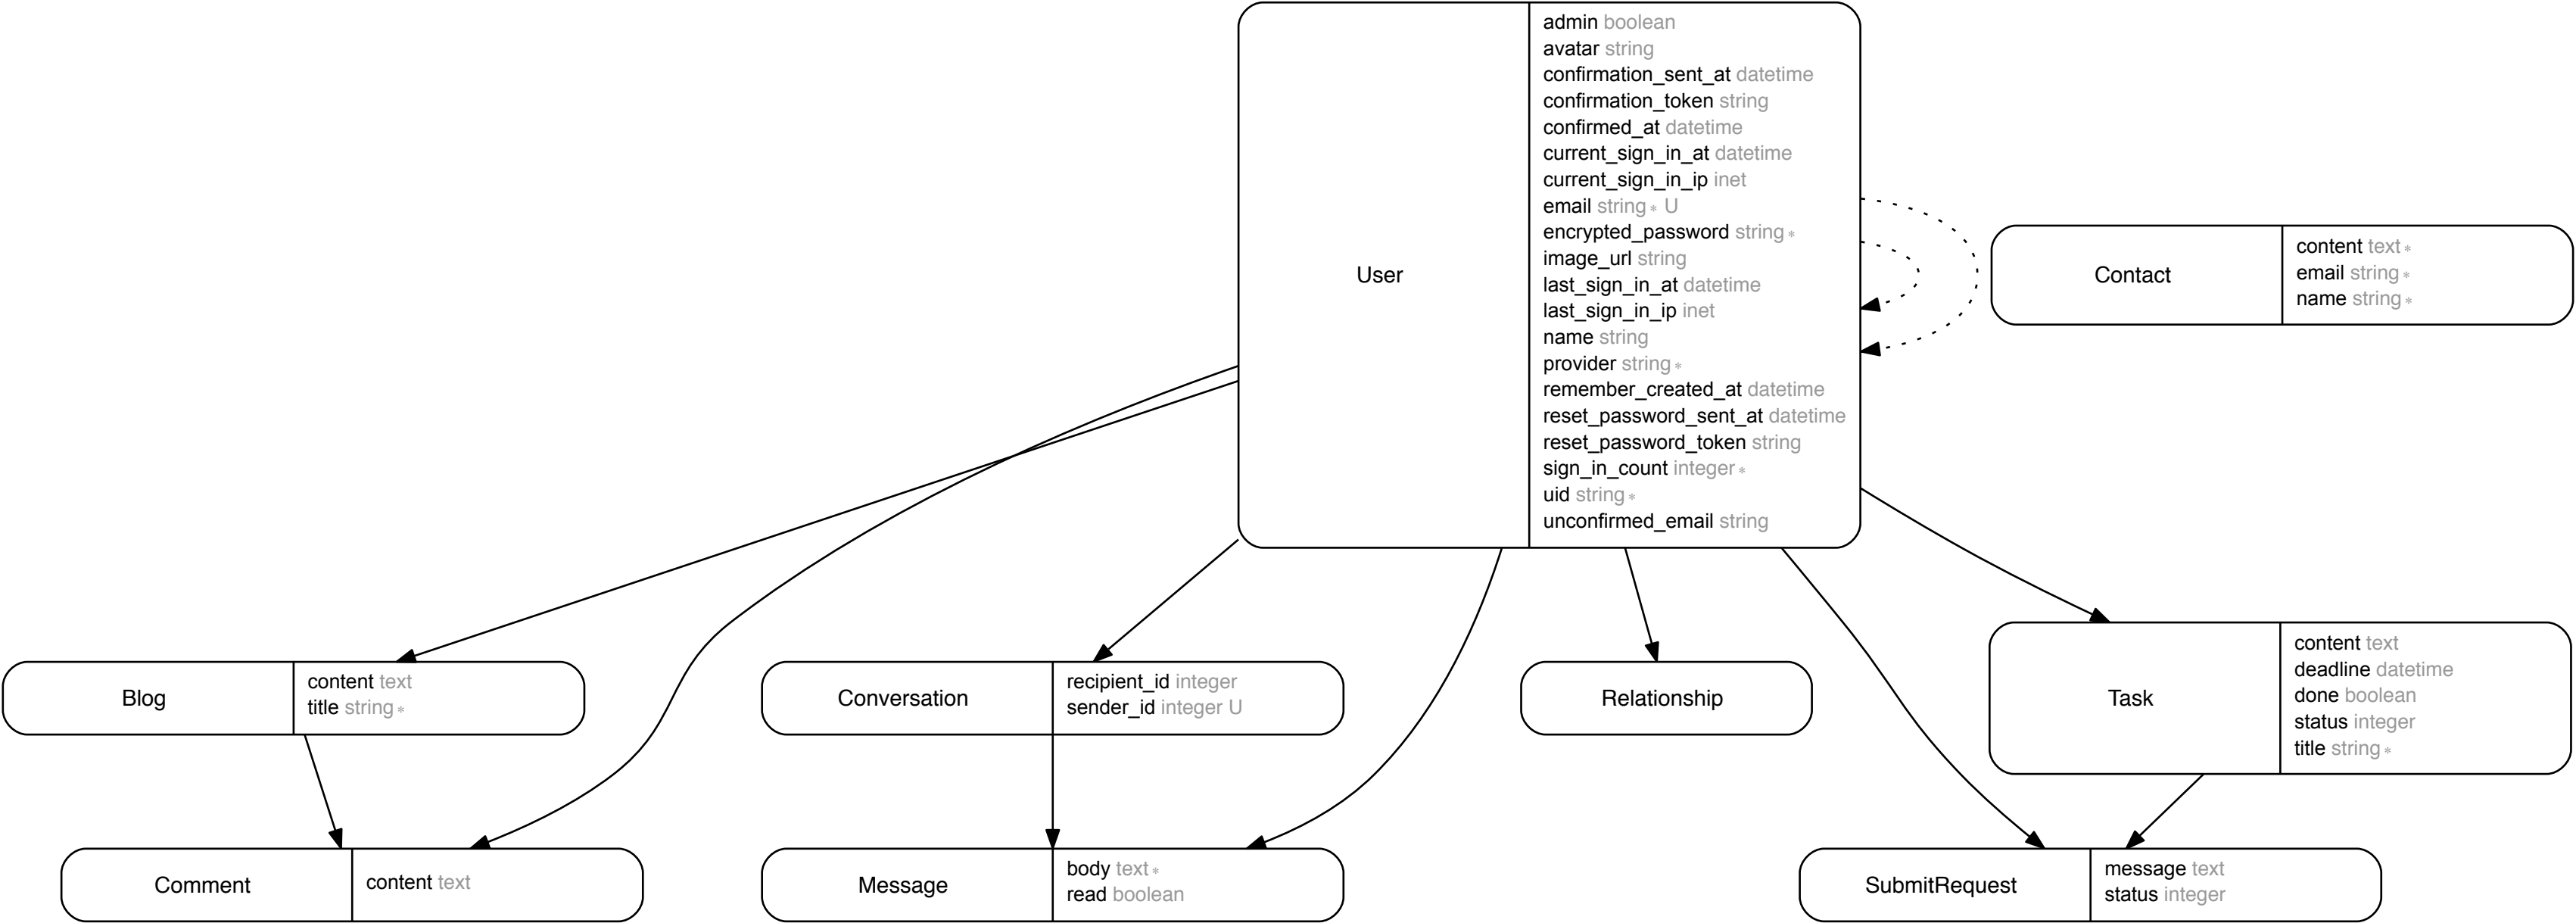 User
admin boolean
avatar string
confirmation_sent_at datetime
confirmation_token string
confirmed_at datetime
current_sign_in_at datetime
current_sign_in_ip inet
email string* U
encrypted_password string*
image_url string
last_sign_in_at datetime
last_sign_in_ip inet
name string
provider string*
remember_created_at datetime
reset_password_sent_at datetime
reset_password_token string
sign_in_count integer*
uid string*
unconfirmed_email string
Contact
content text*
email string*
name string*
Blog
content text
title string*
Conversation
recipient_id integer
sender_id integer U
Relationship
Task
content text
deadline datetime
done boolean
status integer
title string*
Comment
content text
Message
body text*
read boolean
SubmitRequest
message text
status integer